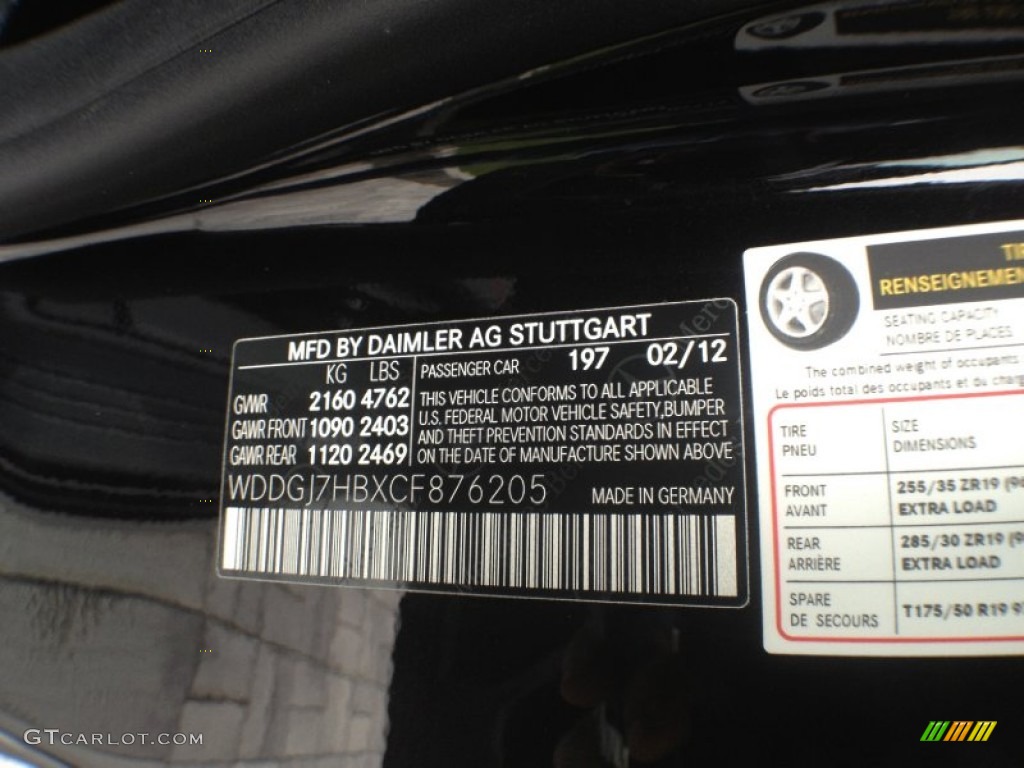 MFD BY DAIMLER AG STUTTGART
KG LBS
GVWR 2160 4762
GAWR FRONT 1090 2403
GAWR REAR 1120 2469
PASSENGER CAR 197 02/12
THIS VEHICLE CONFORMS TO ALL APPLICABLE
U.S. FEDERAL MOTOR VEHICLE SAFETY,BUMPER
AND THEFT PREVENTION STANDARDS IN EFFECT
ON THE DATE OF MANUFACTURE SHOWN ABOVE
WDDGJ7HBXCF876205 MADE IN GERMANY
SEATING CAPACITY
NOMBRE DE PLACES
The combined weight of occupants
Le poids total des occupants et du
TIRE
PNEU
SIZE
DIMENSIONS
FRONT
AVANT
255/35 ZR19
EXTRA LOAD
REAR
ARRIÈRE
285/30 ZR19
EXTRA LOAD
SPARE
DE SECOURS
T175/50 R19
GTCARLOT.COM